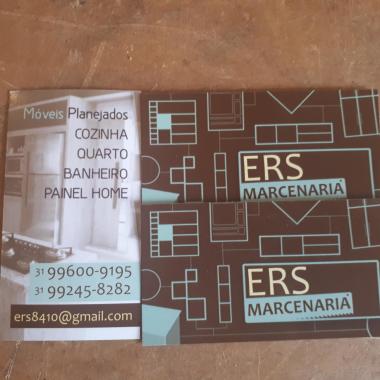 Móveis Planejados
COZINHA
QUARTO
BANHEIRO
PAINEL HOME
31 99600-9195
31 99245-8282
ers8410@gmail.com
ERS
MARCENARIA
ERS
MARCENARIA